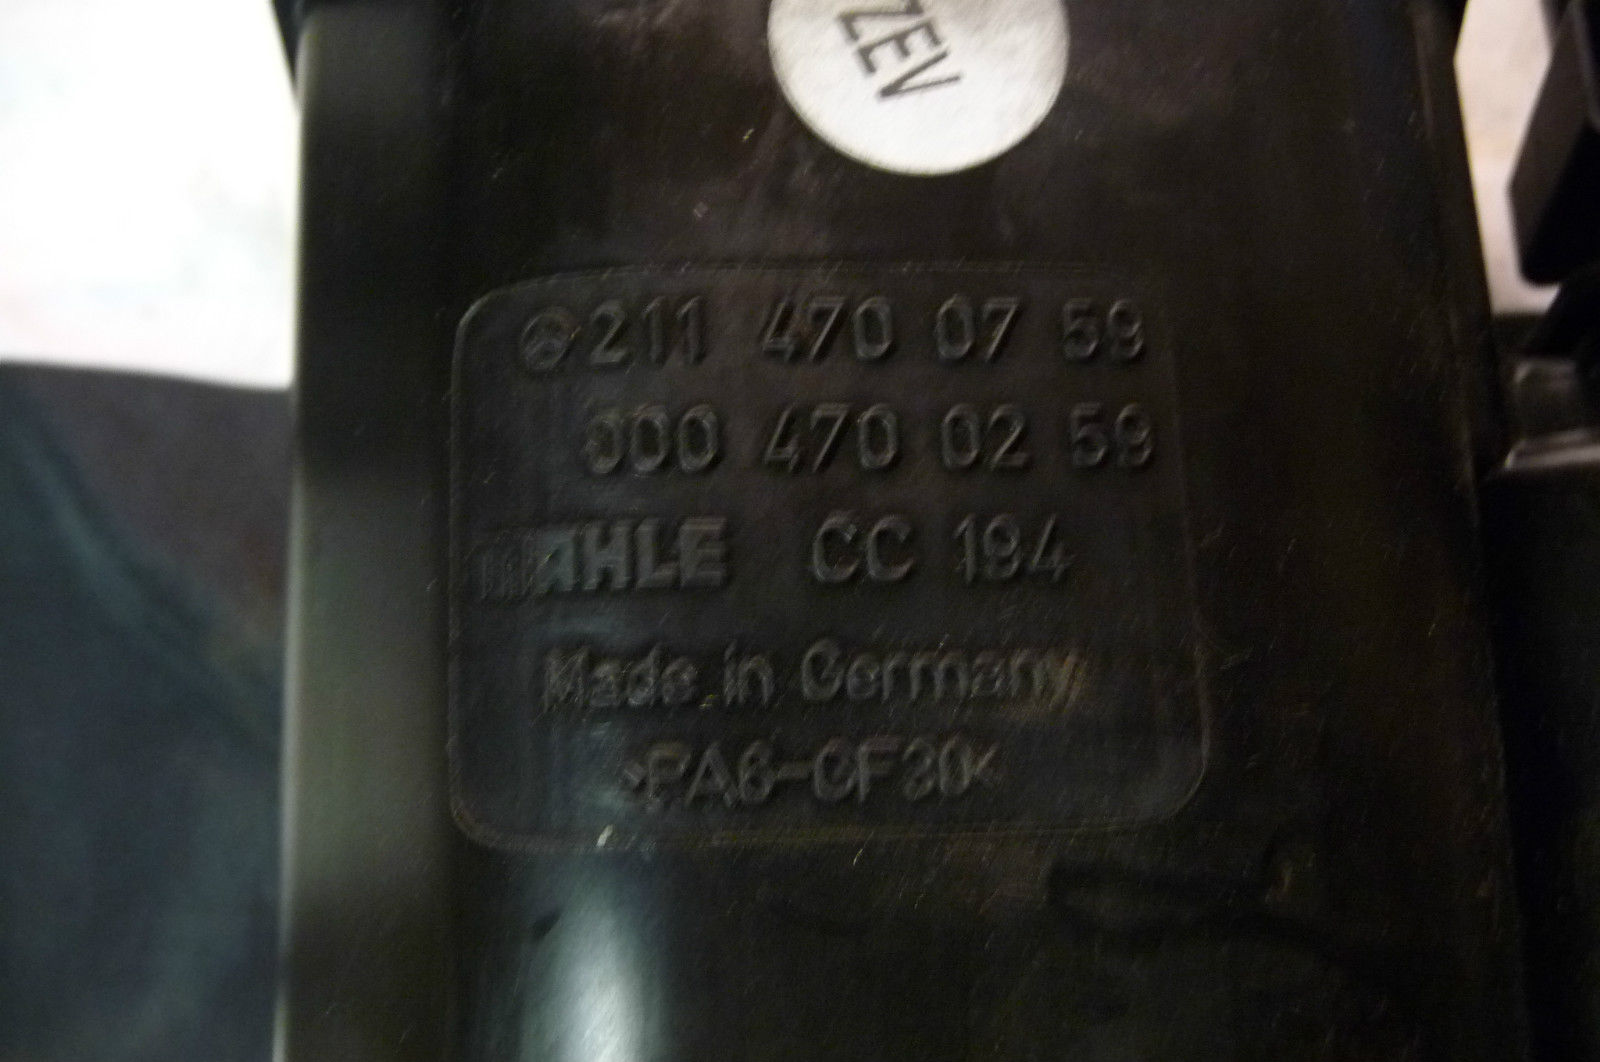 ZEV
211 470 07 59
000 470 02 59
MAHLE CC 194
Made in Germany
>PA6-GF30<